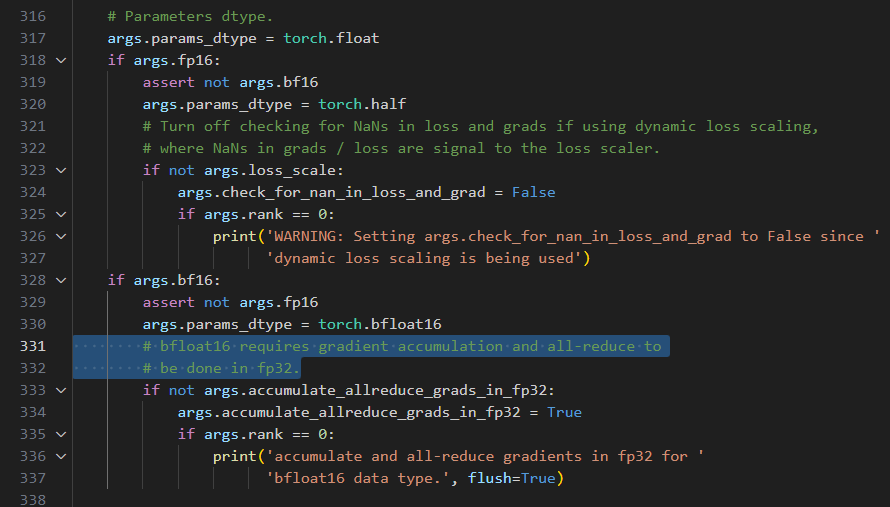 316 # Parameters dtype.
317 args.params_dtype = torch.float
318 if args.fp16:
319 assert not args.bf16
320 args.params_dtype = torch.half
321 # Turn off checking for NaNs in loss and grads if using dynamic loss scaling,
322 # where NaNs in grads / loss are signal to the loss scaler.
323 if not args.loss_scale:
324 args.check_for_nan_in_loss_and_grad = False
325 if args.rank == 0:
326 print('WARNING: Setting args.check_for_nan_in_loss_and_grad to False since '
327 'dynamic loss scaling is being used')
328 if args.bf16:
329 assert not args.fp16
330 args.params_dtype = torch.bfloat16
331 # bfloat16 requires gradient accumulation and all-reduce to
332 # be done in fp32.
333 if not args.accumulate_allreduce_grads_in_fp32:
334 args.accumulate_allreduce_grads_in_fp32 = True
335 if args.rank == 0:
336 print('accumulate and all-reduce gradients in fp32 for '
337 'bfloat16 data type.', flush=True)
338